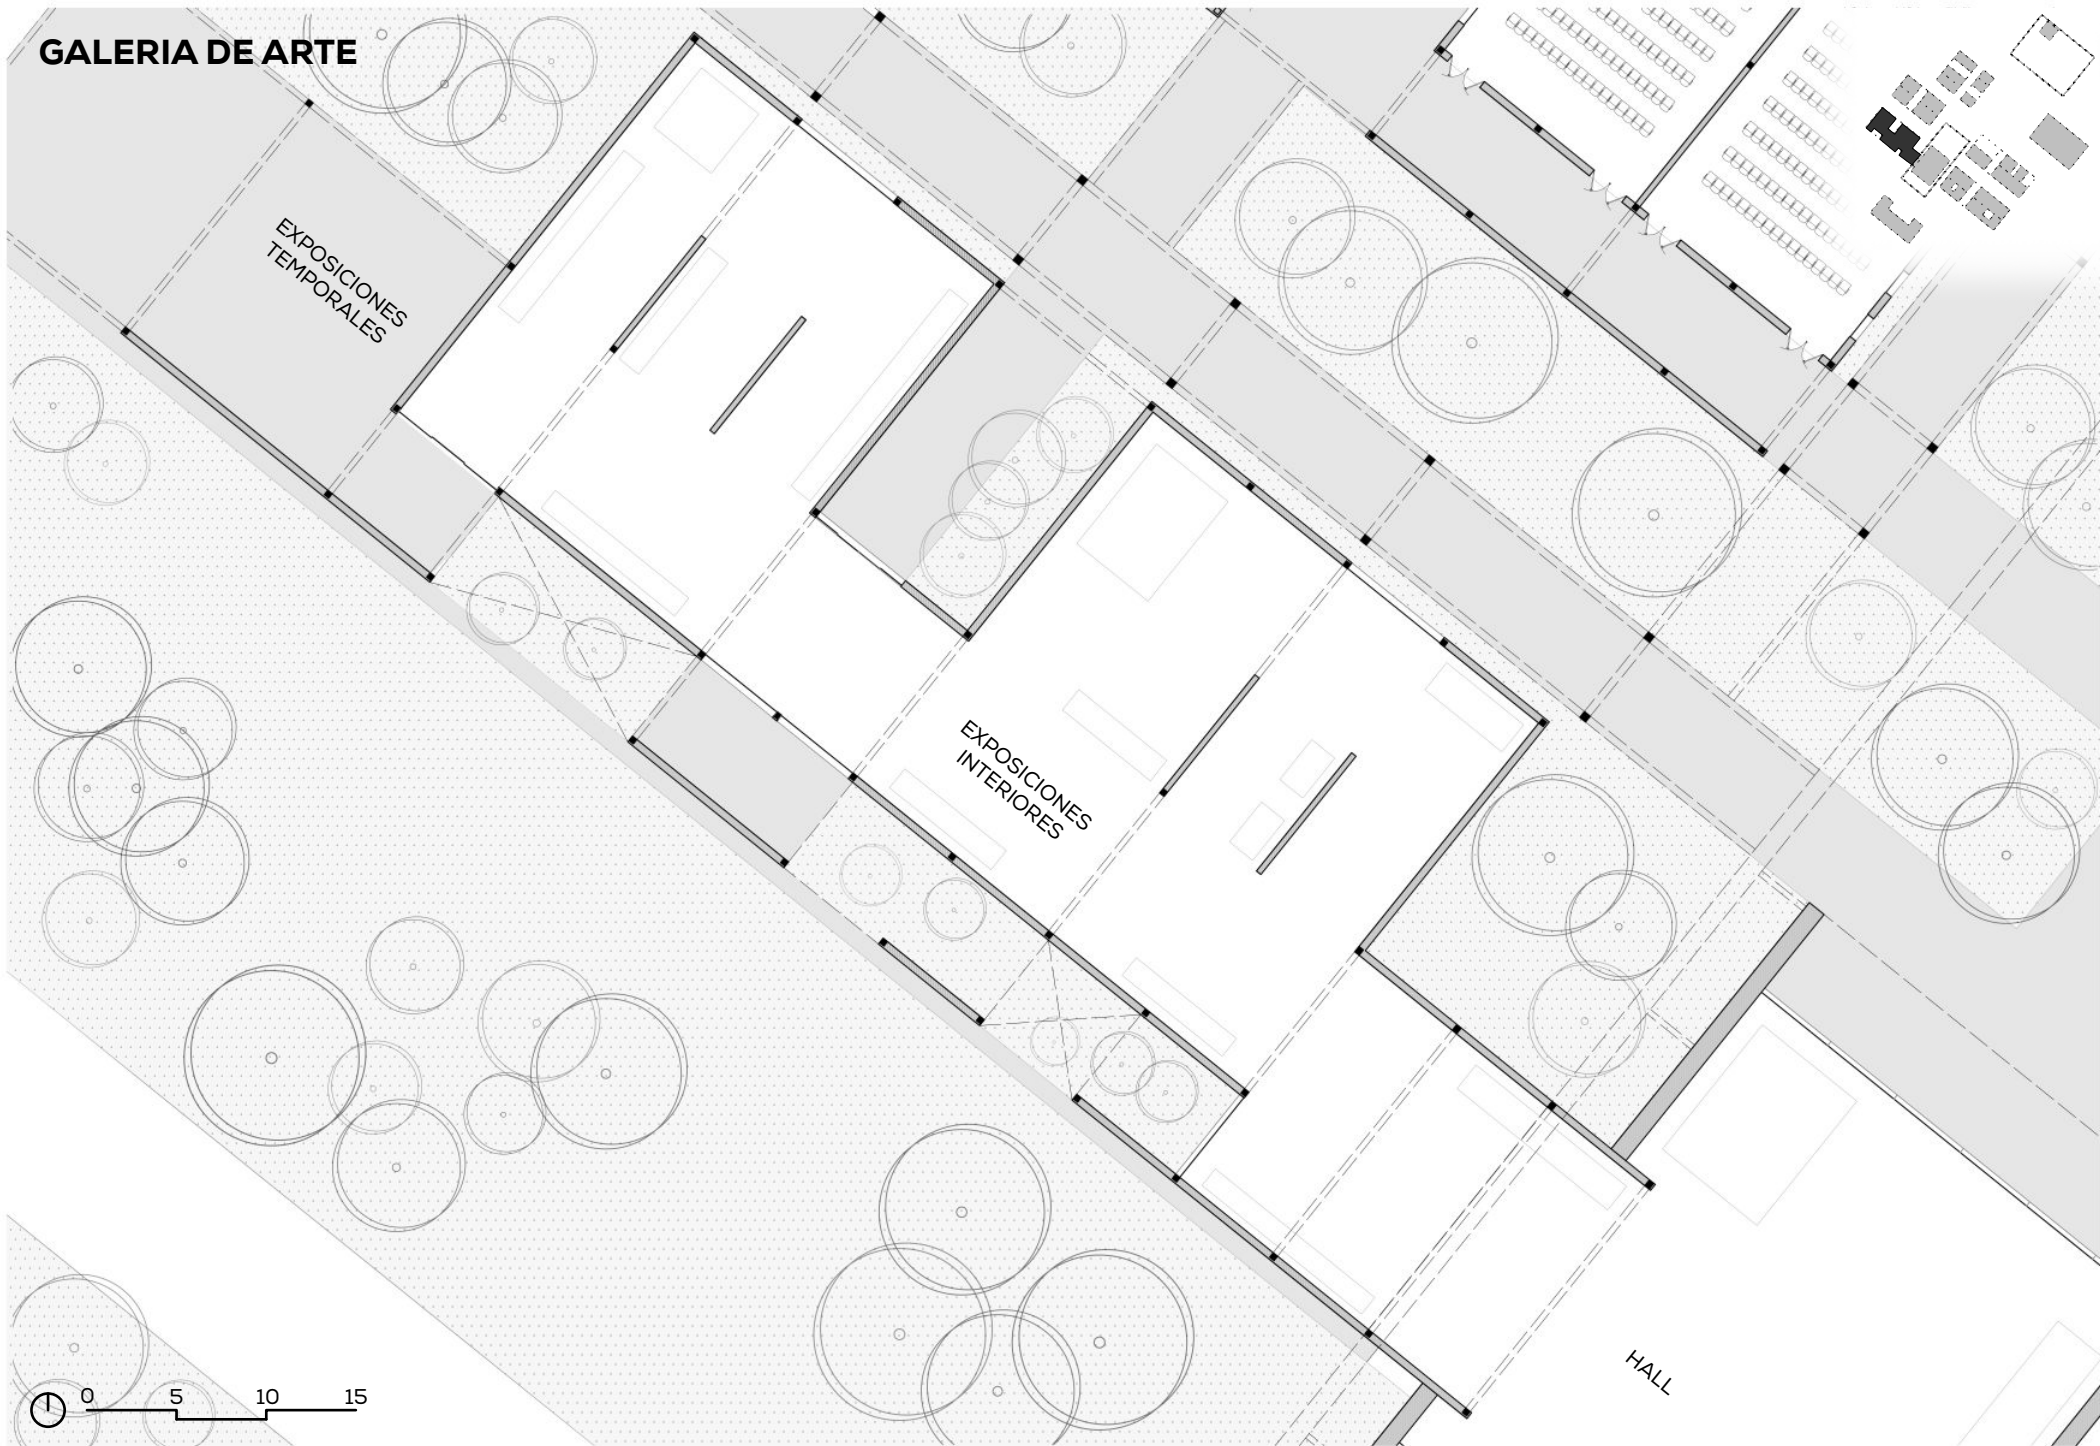 GALERIA DE ARTE
EXPOSICIONES
TEMPORALES
EXPOSICIONES
INTERIORES
HALL
0 5 10 15